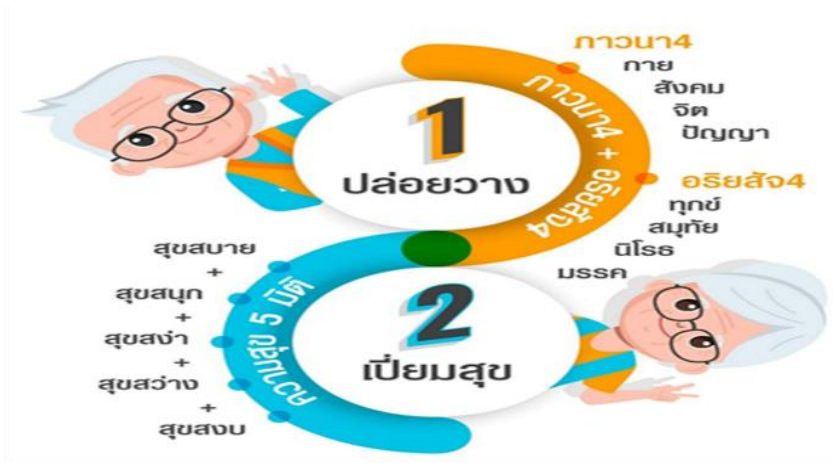 1
ปล่อยวาง
ภาวนา4 + อริยสัจ4
ภาวนา4
กาย
สังคม
จิต
ปัญญา
อริยสัจ4
ทุกข์
สมุทัย
นิโรธ
มรรค
2
เปี่ยมสุข
ความสุข 5 มิติ
สุขสบาย
+
สุขสนุก
+
สุขสง่า
+
สุขสว่าง
+
สุขสงบ